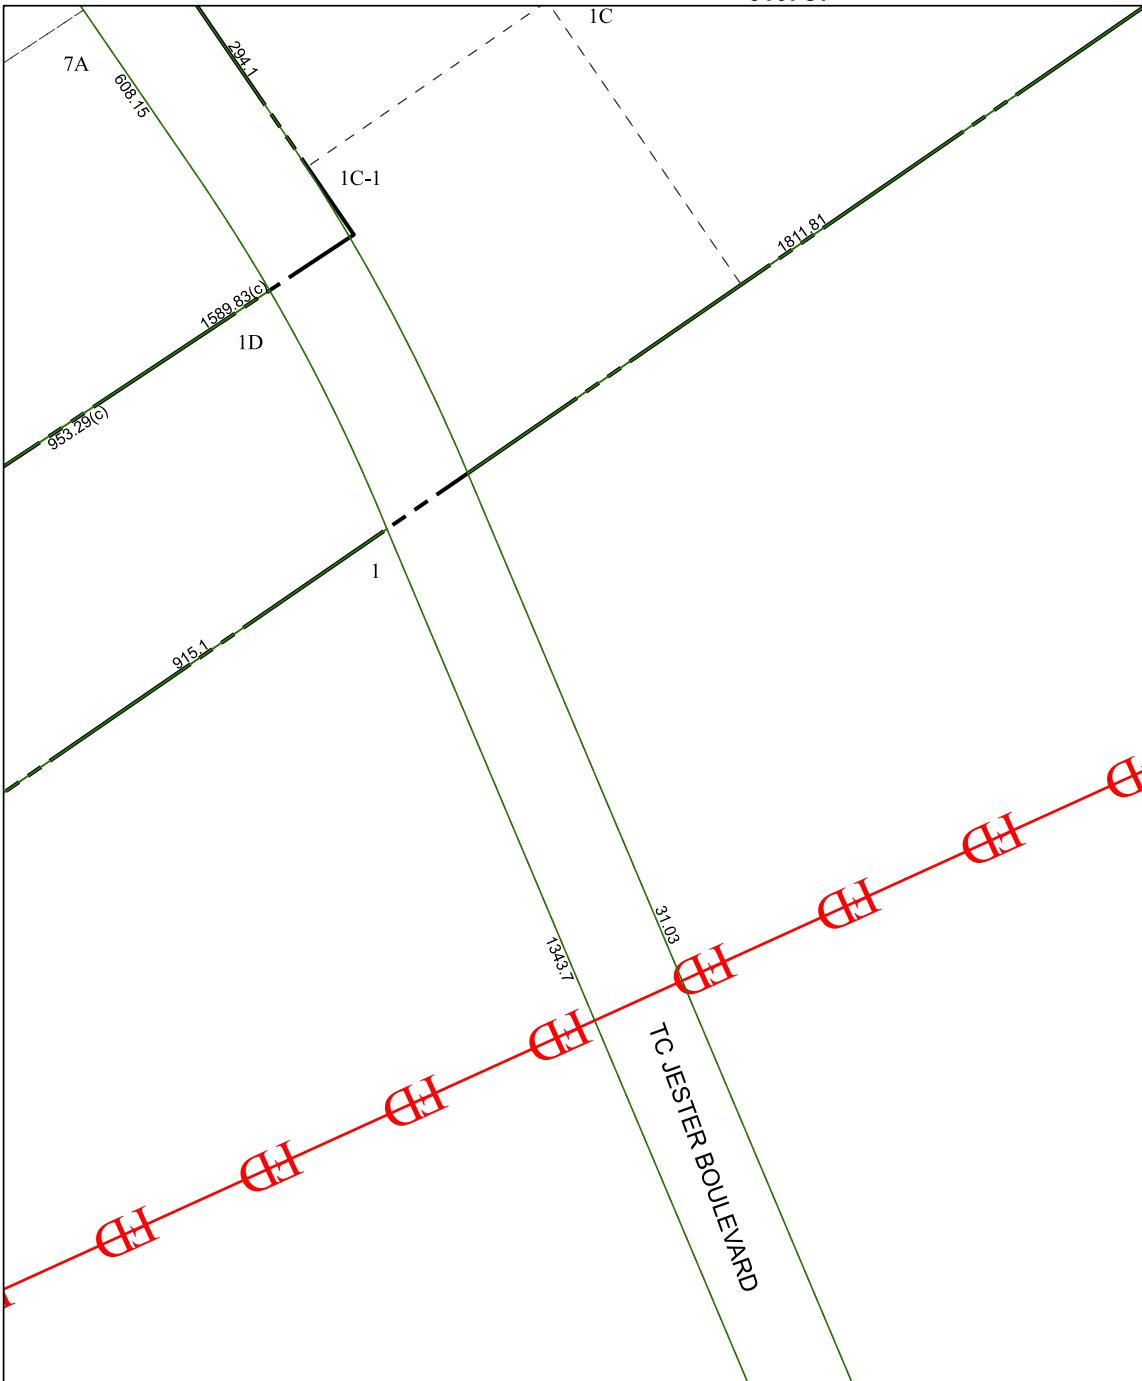 1C
7A
294.1
608.15
1C-1
1811.81
1589.83(c)
1D
953.29(c)
1
915.1
31.03
1343.7
TC JESTER BOULEVARD